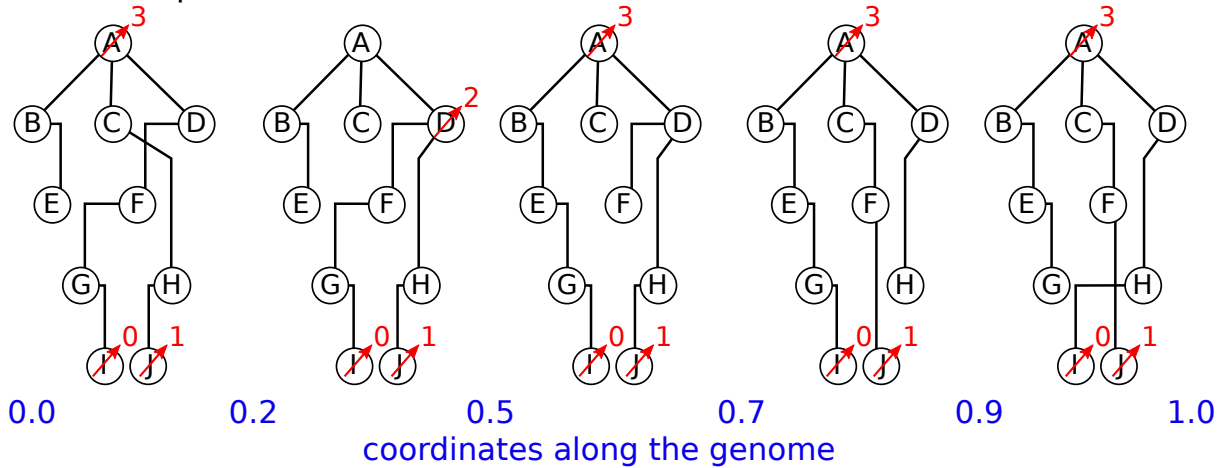 3 3 3 3
A A A A A
2
B C D B C D B C D B C D B C D
E F E F E F E F E F
G H G H G H G H G H
0 1 0 1 0 1 0 1 0 1
I J I J I J I J I J
0.0 0.2 0.5 0.7 0.9 1.0
coordinates along the genome